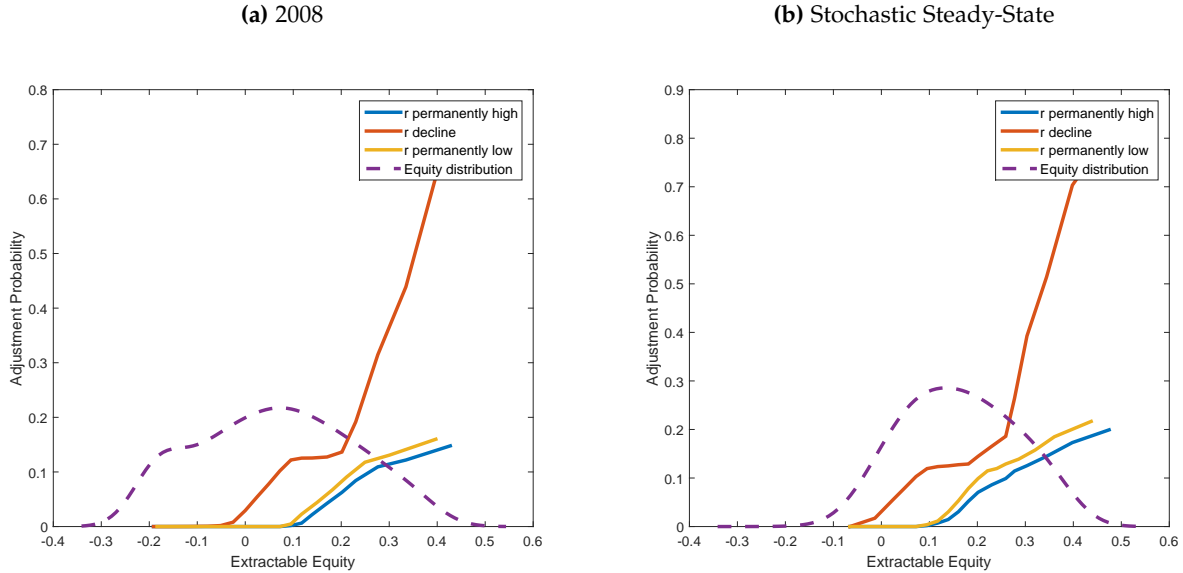 (a) 2008
(b) Stochastic Steady-State
0.8
0.7
0.6
0.5
0.4
0.3
0.2
0.1
0
Adjustment Probability
r permanently high
r decline
r permanently low
Equity distribution
-0.4 -0.3 -0.2 -0.1 0 0.1 0.2 0.3 0.4 0.5 0.6
Extractable Equity
0.9
0.8
0.7
0.6
0.5
0.4
0.3
0.2
0.1
0
Adjustment Probability
r permanently high
r decline
r permanently low
Equity distribution
-0.4 -0.3 -0.2 -0.1 0 0.1 0.2 0.3 0.4 0.5 0.6
Extractable Equity